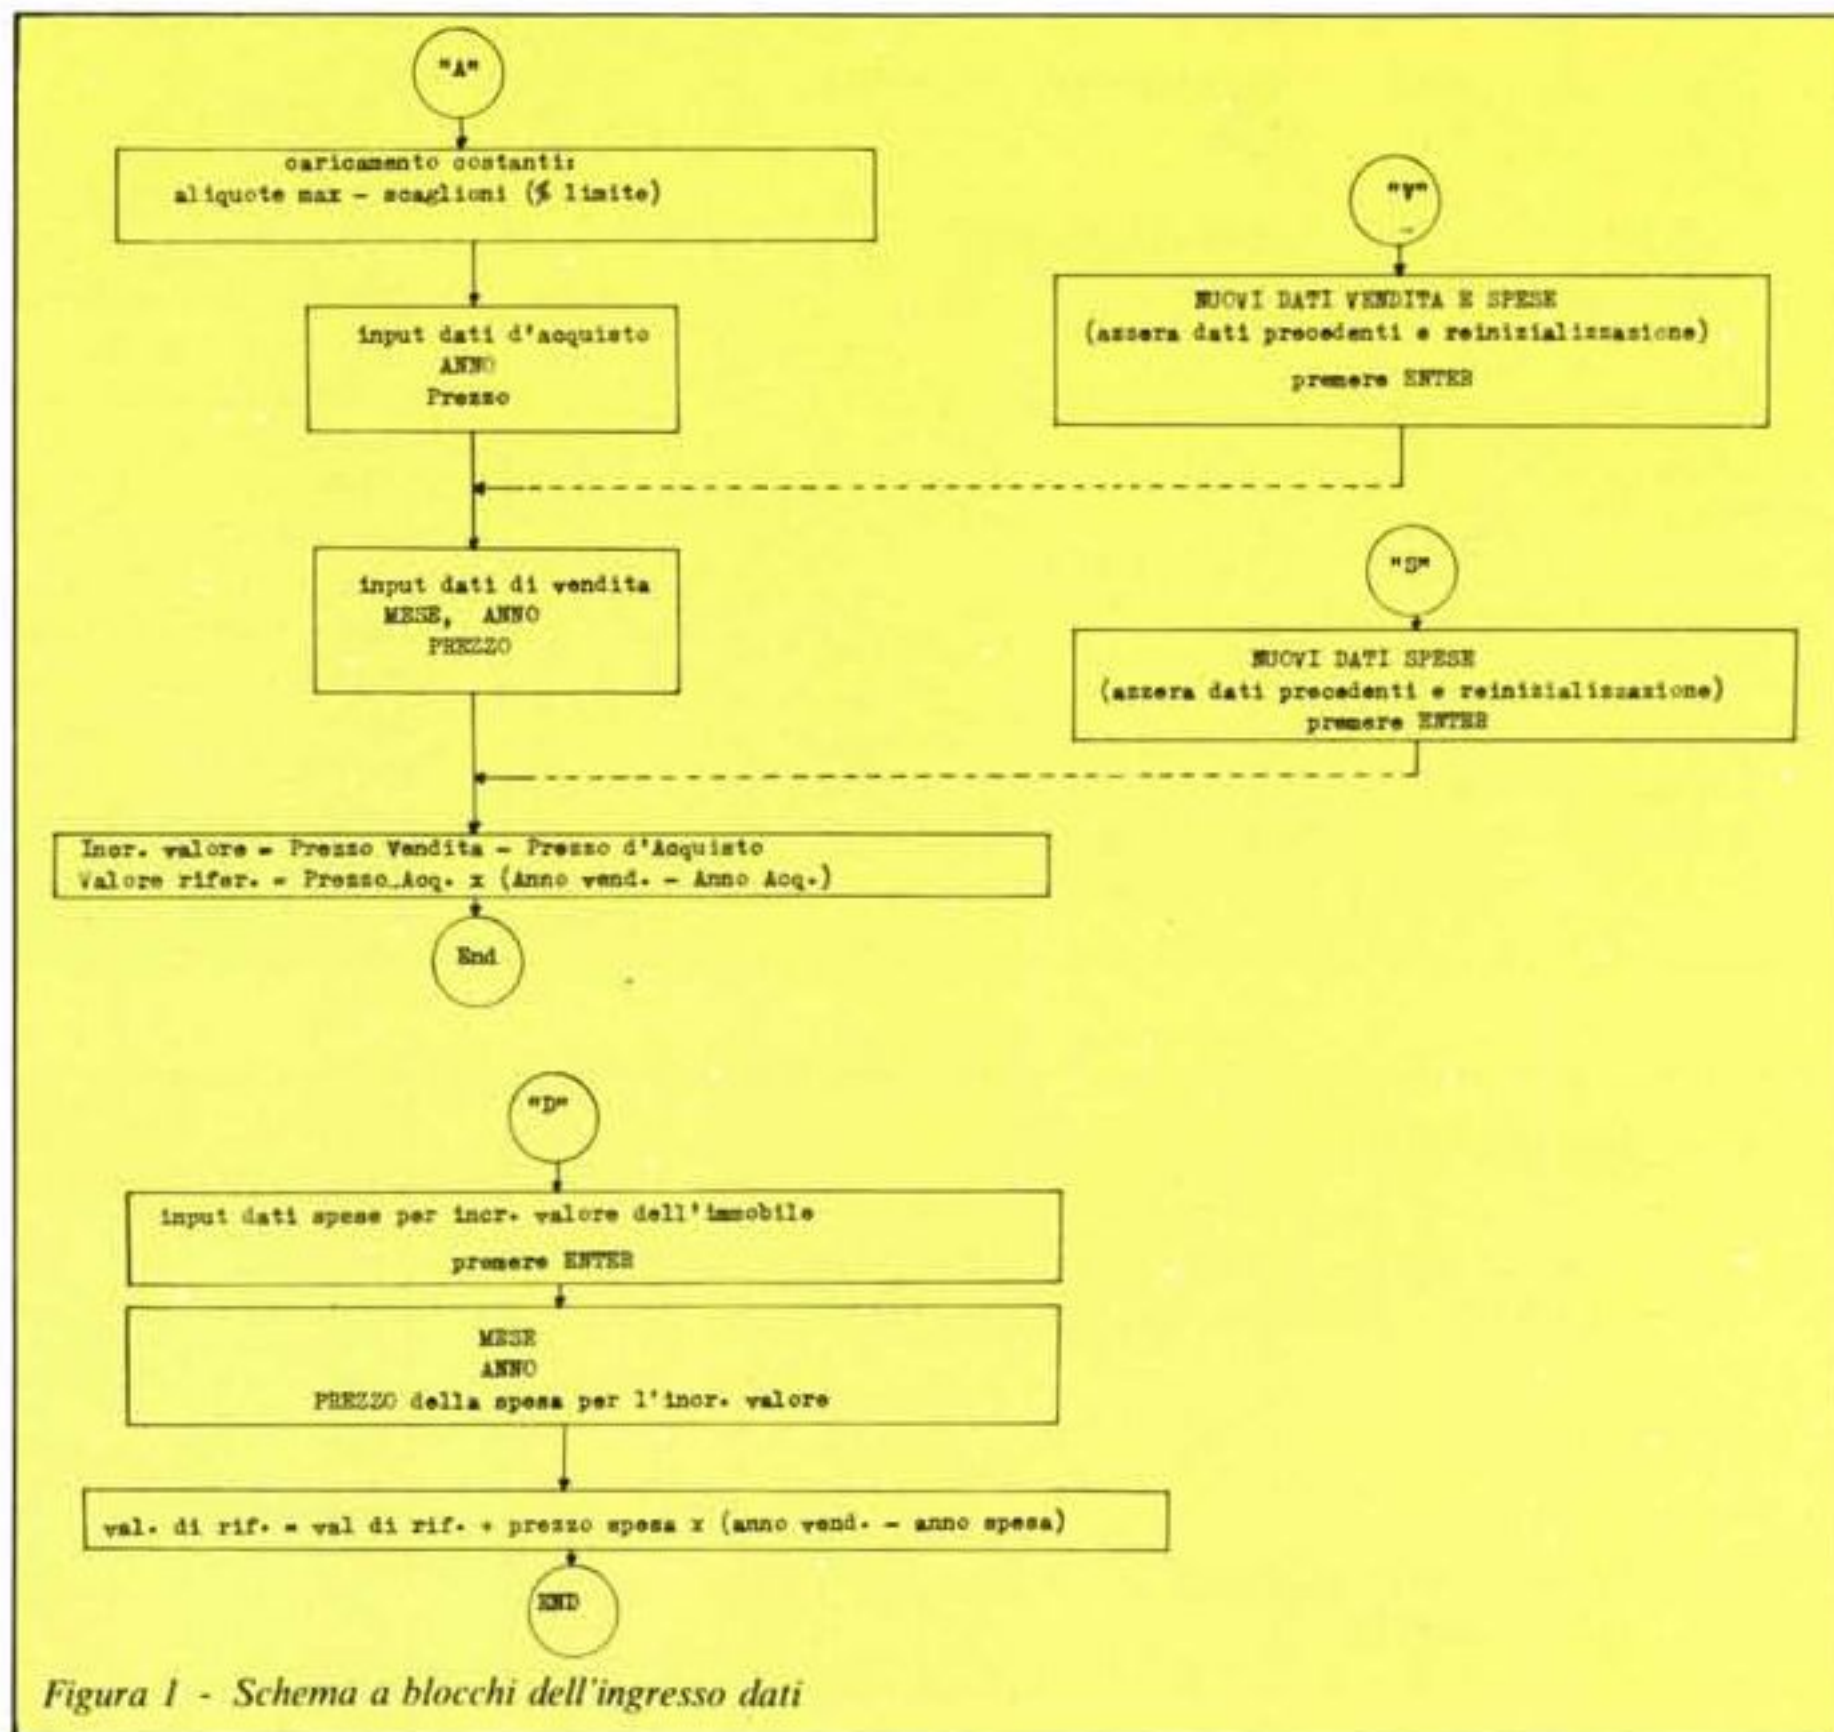 "A"
caricamento costanti:
aliquote max - scaglioni (% limite)
input dati d'acquisto
ANNO
Prezzo
"V"
NUOVI DATI VENDITA E SPESE
(azzera dati precedenti e reinizializzazione)
premere ENTER
input dati di vendita
MESE, ANNO
PREZZO
"S"
NUOVI DATI SPESE
(azzera dati precedenti e reinizializzazione)
premere ENTER
Incr. valore = Prezzo Vendita - Prezzo d'Acquisto
Valore rifer. = Prezzo Acq. x (Anno vend. - Anno Acq.)
End
"D"
input dati spese per incr. valore dell'immobile
premere ENTER
MESE
ANNO
PREZZO della spesa per l'incr. valore
val. di rif. = val di rif. + prezzo spesa x (anno vend. - anno spesa)
END
Figura 1 - Schema a blocchi dell'ingresso dati